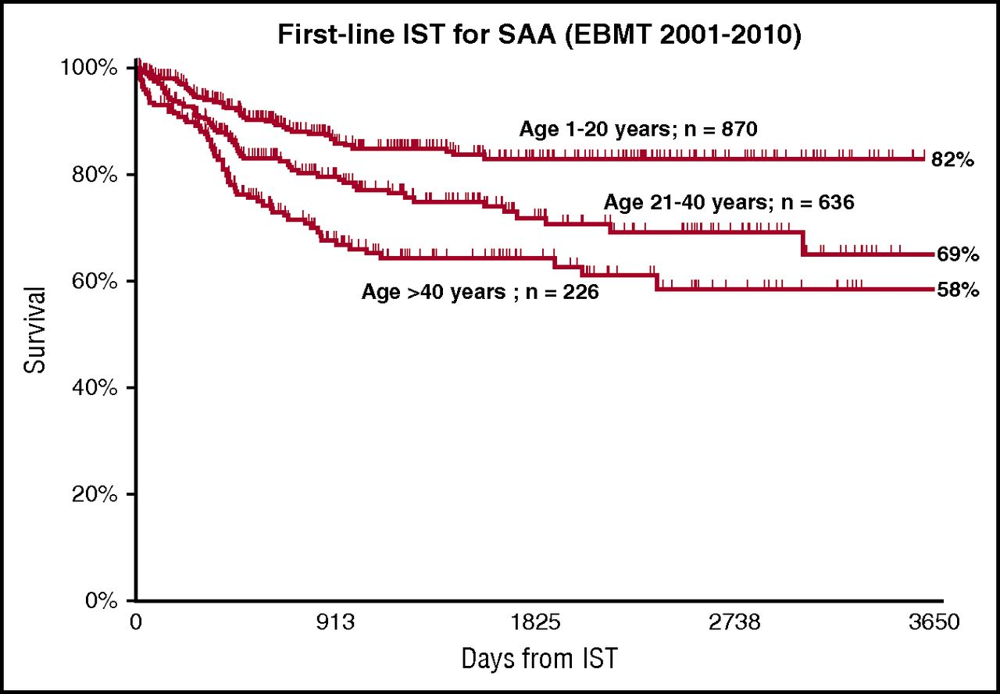 First-line IST for SAA (EBMT 2001-2010)
100%
80%
60%
40%
20%
0%
Survival
Age 1-20 years; n = 870
82%
Age 21-40 years; n = 636
69%
Age >40 years ; n = 226
58%
0 913 1825 2738 3650
Days from IST